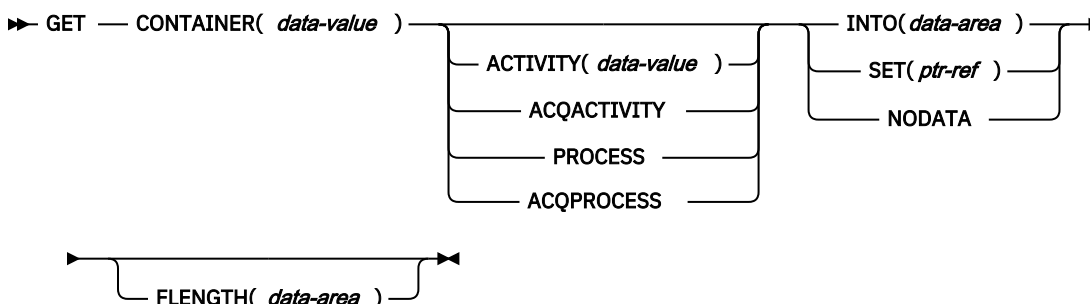 GET CONTAINER( data-value ) INTO( data-area )
ACTIVITY( data-value ) SET( ptr-ref )
ACQACTIVITY NODATA
PROCESS
ACQPROCESS
FLENGTH( data-area )